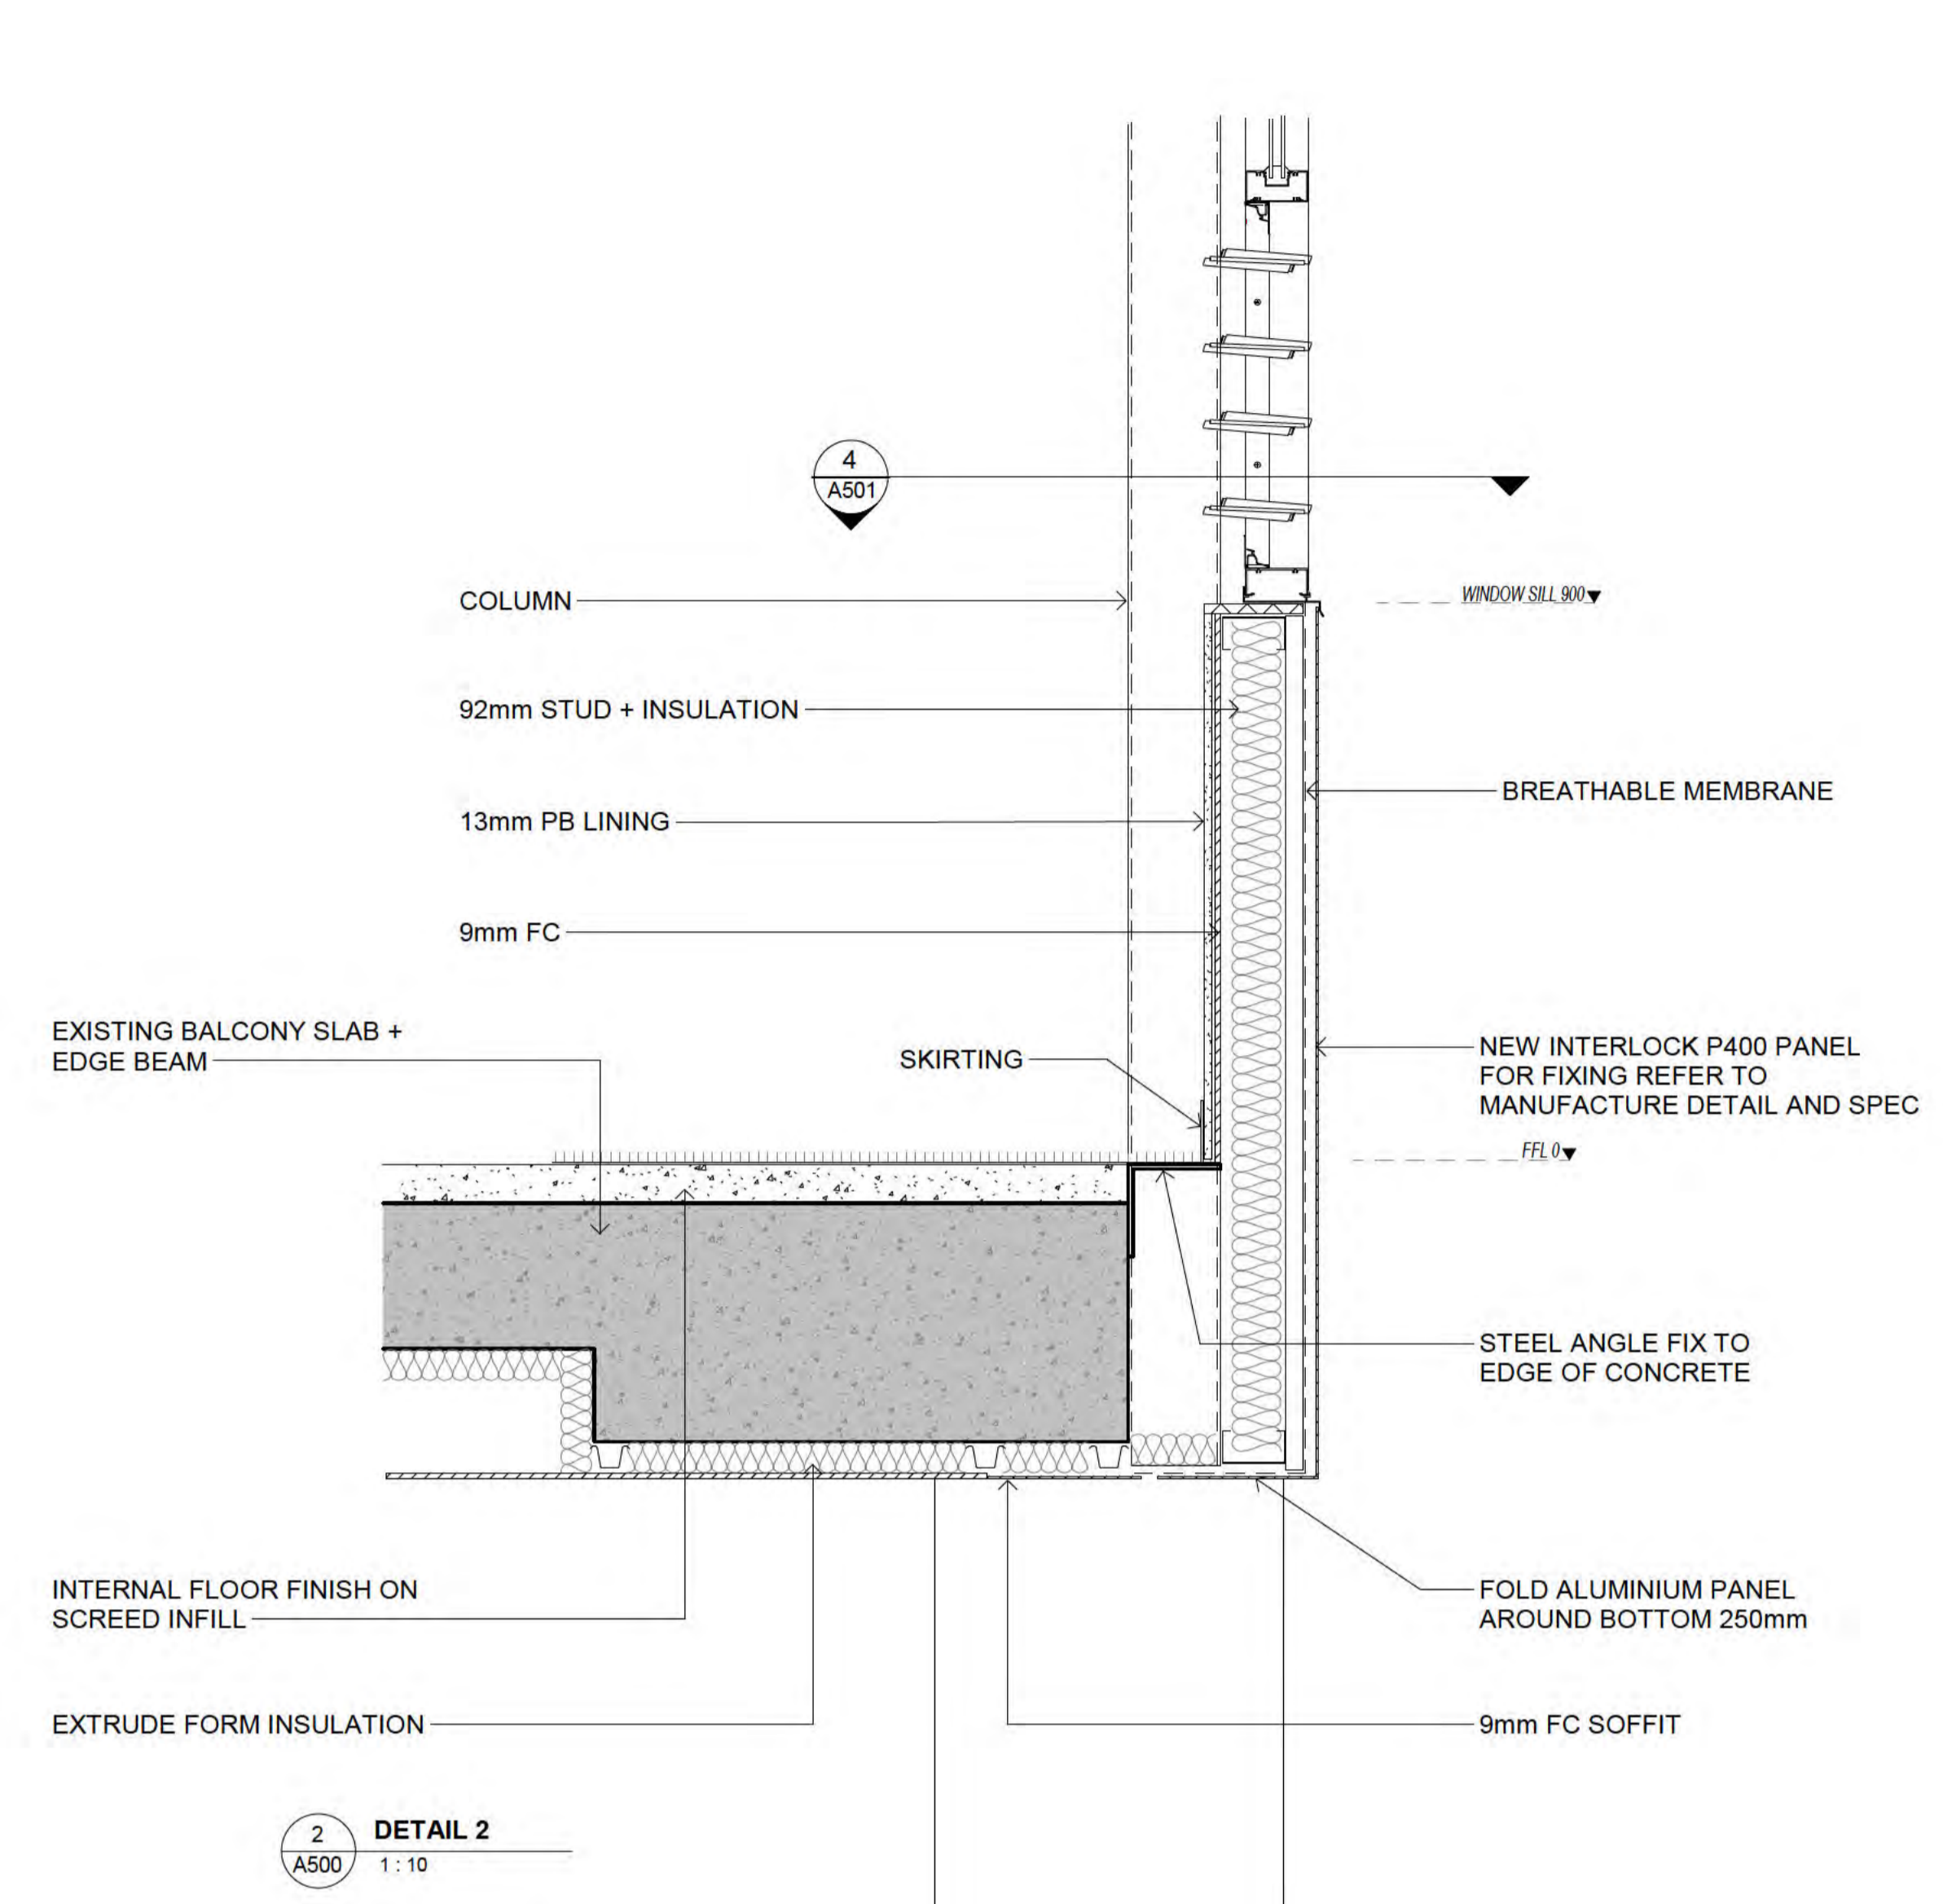 4
A501
COLUMN
WINDOW SILL 900
92mm STUD + INSULATION
BREATHABLE MEMBRANE
13mm PB LINING
9mm FC
EXISTING BALCONY SLAB +
EDGE BEAM
SKIRTING
NEW INTERLOCK P400 PANEL
FOR FIXING REFER TO
MANUFACTURE DETAIL AND SPEC
FFL 0
STEEL ANGLE FIX TO
EDGE OF CONCRETE
INTERNAL FLOOR FINISH ON
SCREED INFILL
FOLD ALUMINIUM PANEL
AROUND BOTTOM 250mm
EXTRUDE FORM INSULATION
9mm FC SOFFIT
2
A500
DETAIL 2
1 : 10